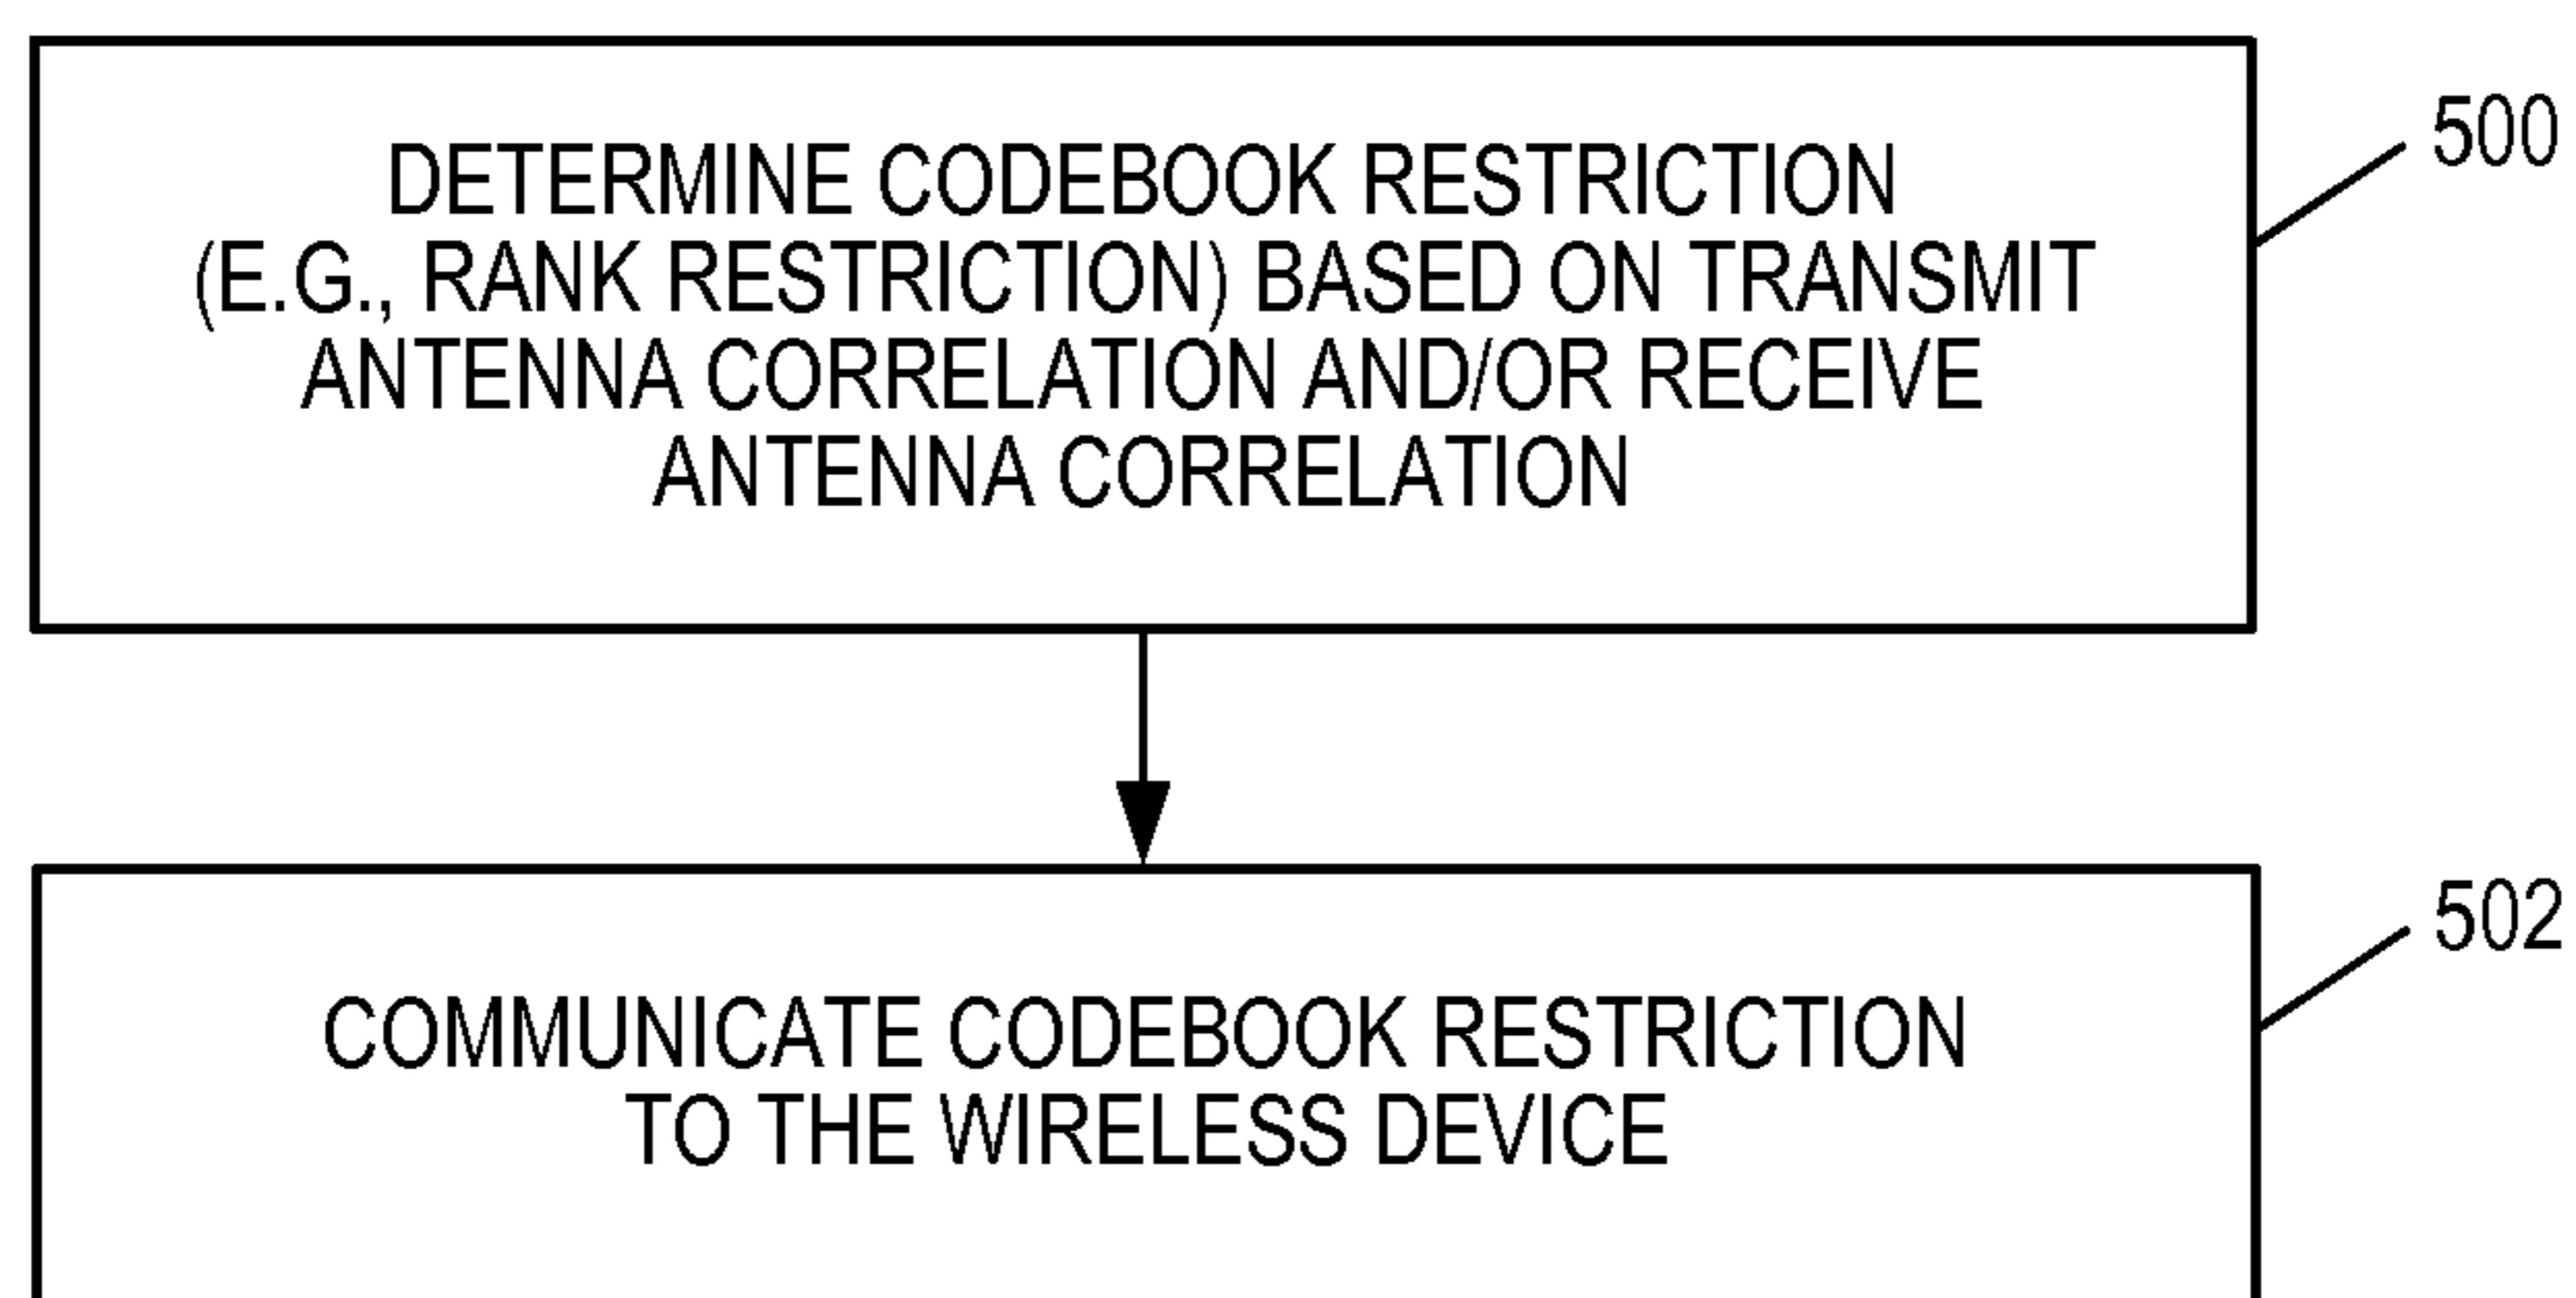 DETERMINE CODEBOOK RESTRICTION
(E.G., RANK RESTRICTION) BASED ON TRANSMIT
ANTENNA CORRELATION AND/OR RECEIVE
ANTENNA CORRELATION
500
COMMUNICATE CODEBOOK RESTRICTION
TO THE WIRELESS DEVICE
502